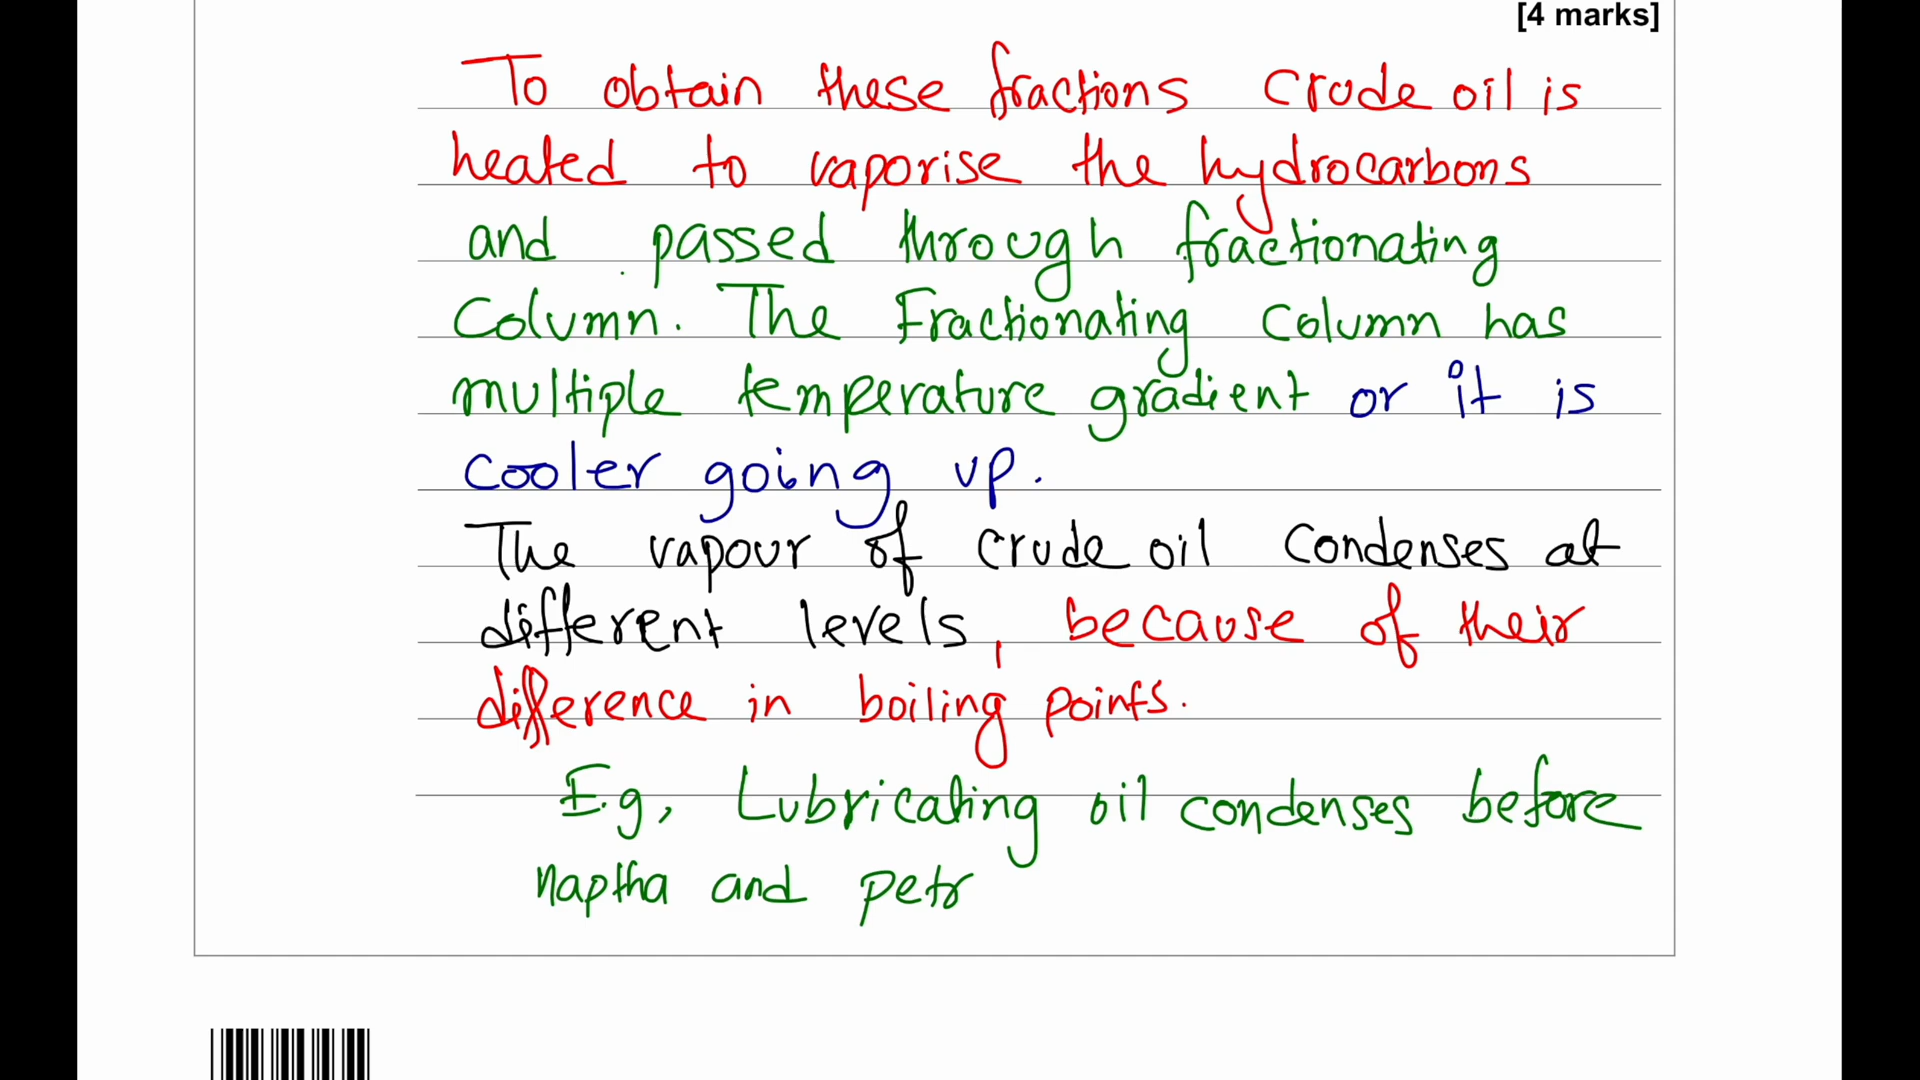 [4 marks]
To obtain these fractions crude oil is
heated to vaporise the hydrocarbons
and passed through fractionating
Column. The Fractionating Column has
multiple temperature gradient or it is
cooler going up.
The vapour of crude oil condenses at
different levels, because of their
difference in boiling points.
E.g, Lubricating oil condenses before
naptha and petr